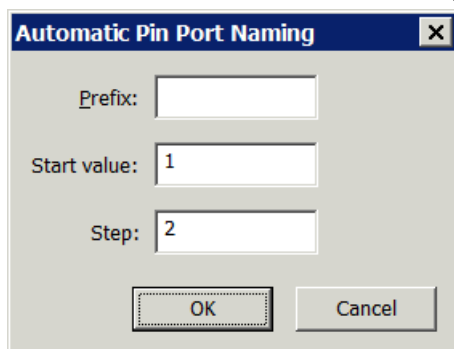 Automatic Pin Port Naming
Prefix:
Start value: 1
Step: 2
OK Cancel